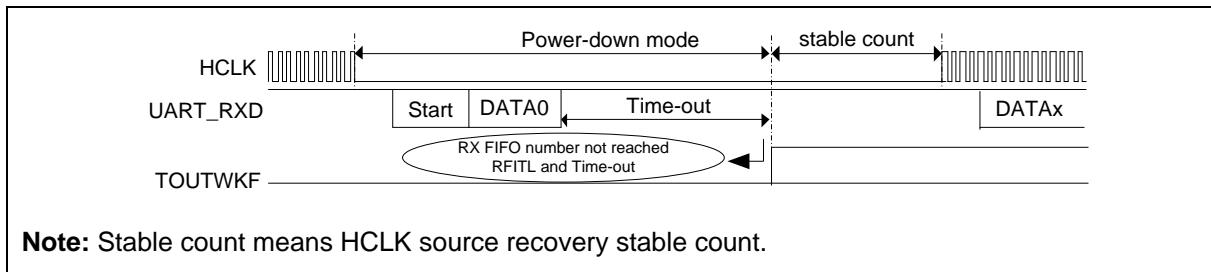 Power-down mode
stable count
HCLK
UART_RXD
Start
DATA0
Time-out
DATAx
RX FIFO number not reached
RFITL and Time-out
TOUTWKF
Note: Stable count means HCLK source recovery stable count.